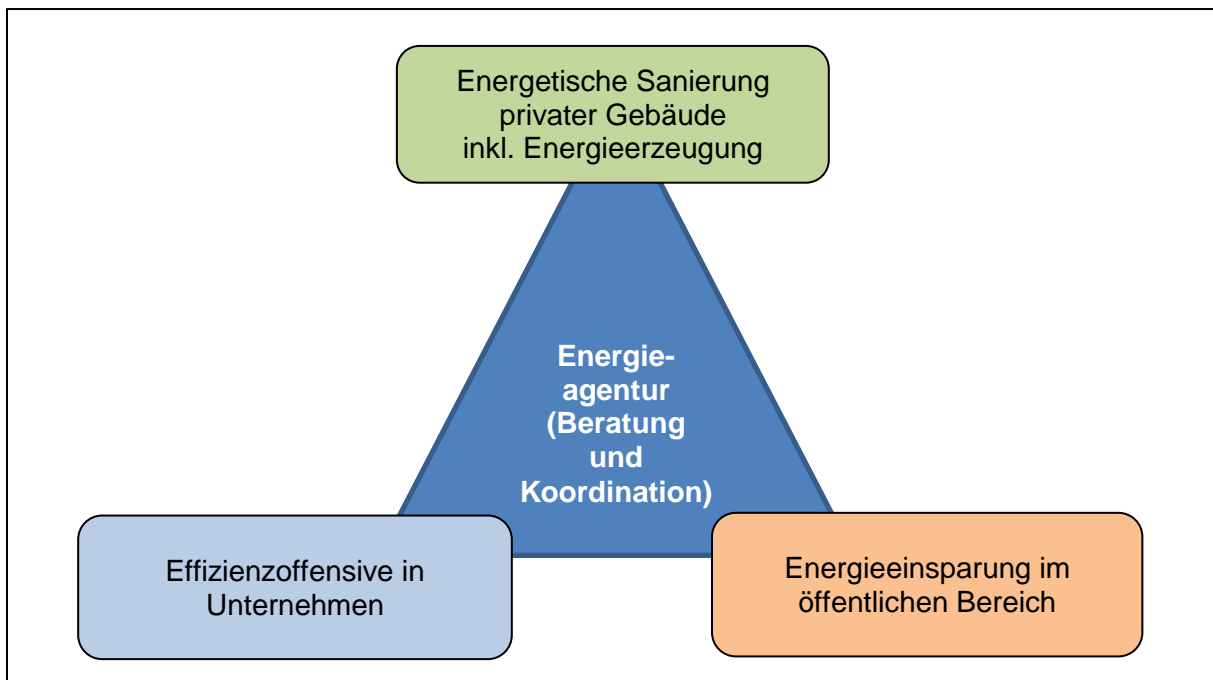 Energetische Sanierung
privater Gebäude
inkl. Energieerzeugung
Energie-
agentur
(Beratung
und
Koordination)
Effizienzoffensive in
Unternehmen
Energieeinsparung im
öffentlichen Bereich